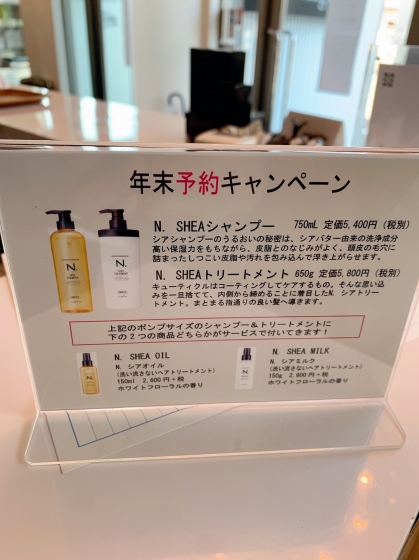 年末予約キャンペーン
N. SHEAシャンプー 750mL 定価5,400円(税別)
シアシャンプーのうるおいの秘密は、シアバター由来の洗浄成分
高い保湿力をもちながら、皮脂とのなじみがよく、頭皮の毛穴に
詰まったしつこい皮脂や汚れを包み込んで浮き上がらせます。
N. SHEAトリートメント 650g 定価5,800円(税別)
キューティクルはコーティングしてケアするもの。そんな思い込
みを一旦捨てて、内側から締めることに着目したN. シアトリー
トメント。まとまる指通りの良い髪へ導きます。
上記のポンプサイズのシャンプー&トリートメントに
下の2つの商品どちらかがサービスで付いてきます!
N. SHEA OIL
N. シアオイル
(洗い流さないヘアトリートメント)
150ml 2,600円+税
ホワイトフローラルの香り
N. SHEA MILK
N. シアミルク
(洗い流さないヘアトリートメント)
150g 2,600円+税
ホワイトフローラルの香り
N.
N.